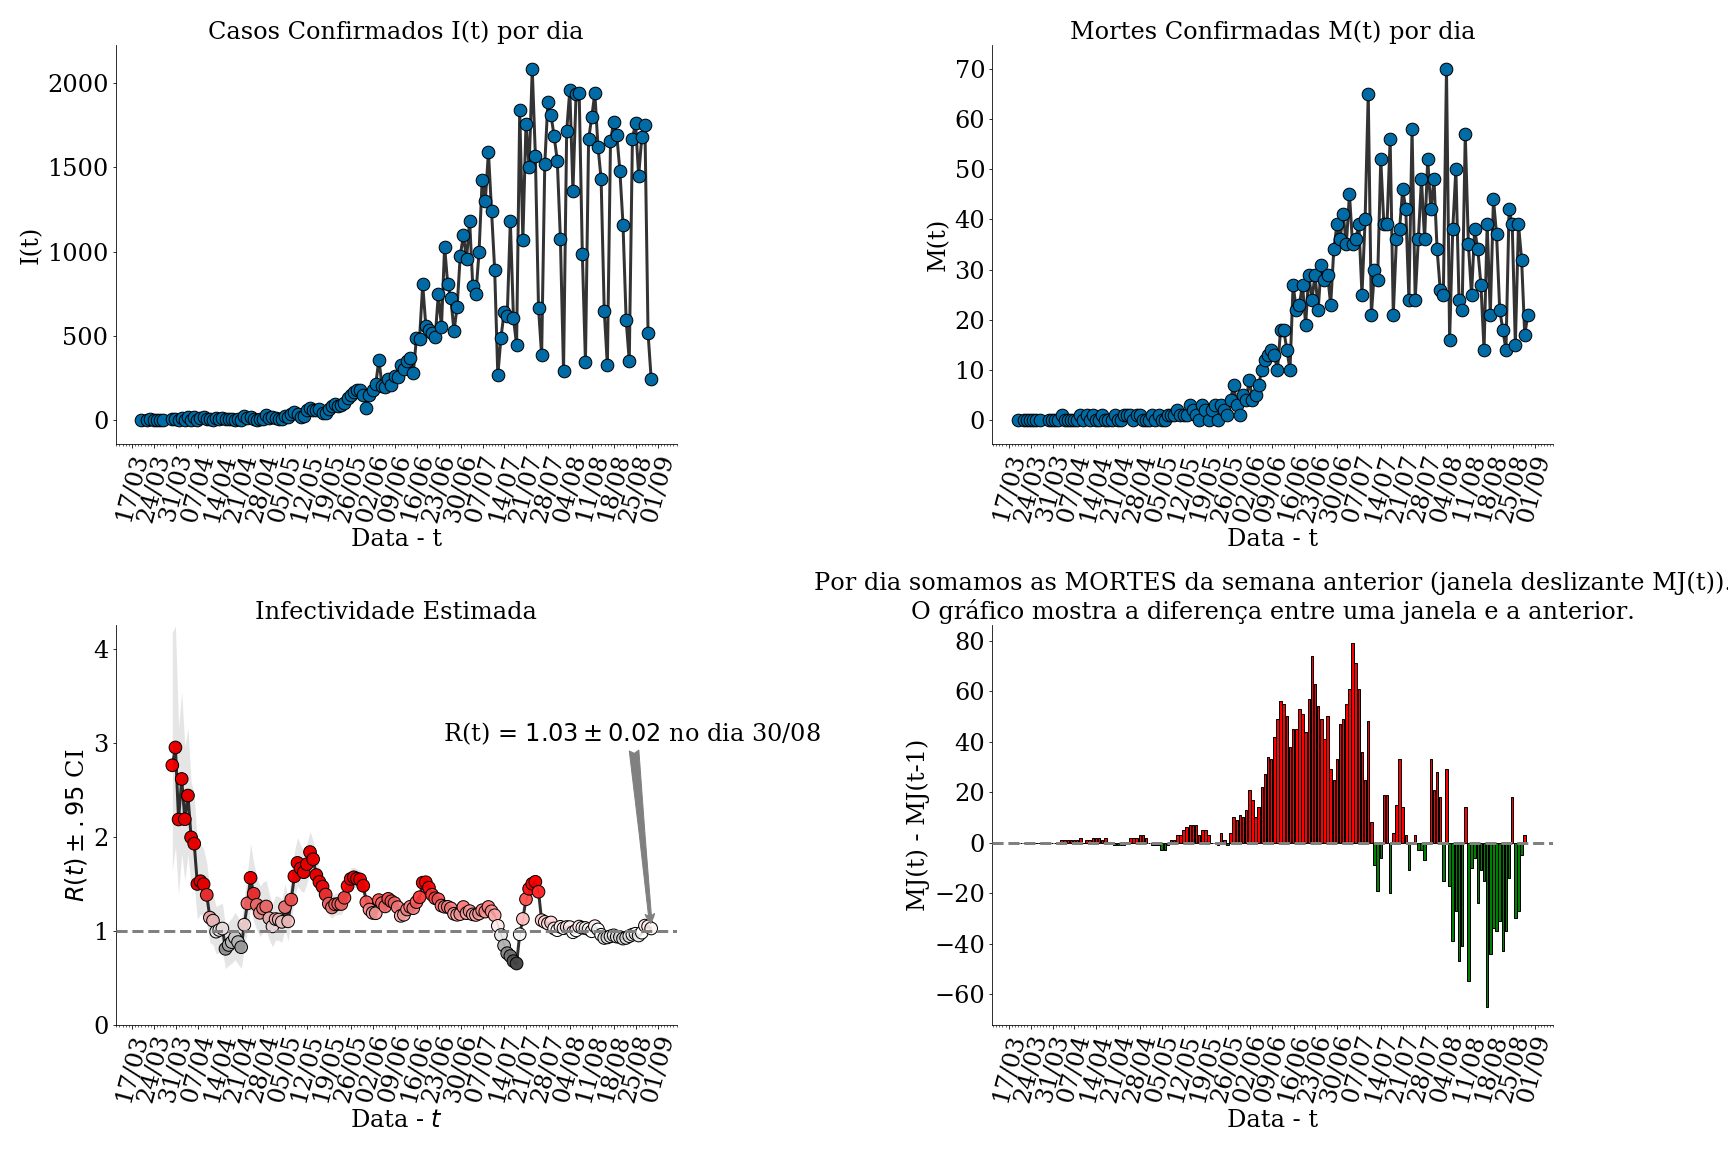 Casos Confirmados I(t) por dia
I(t)
2000
1500
1000
500
0
17/03 24/03 31/03 07/04 14/04 21/04 28/04 05/05 12/05 19/05 26/05 02/06 09/06 16/06 23/06 30/06 07/07 14/07 21/07 28/07 04/08 11/08 18/08 25/08 01/09
Data - t
Mortes Confirmadas M(t) por dia
M(t)
70
60
50
40
30
20
10
0
17/03 24/03 31/03 07/04 14/04 21/04 28/04 05/05 12/05 19/05 26/05 02/06 09/06 16/06 23/06 30/06 07/07 14/07 21/07 28/07 04/08 11/08 18/08 25/08 01/09
Data - t
Infectividade Estimada
R(t) ± .95 CI
4
3
2
1
0
R(t) = 1.03 ± 0.02 no dia 30/08
17/03 24/03 31/03 07/04 14/04 21/04 28/04 05/05 12/05 19/05 26/05 02/06 09/06 16/06 23/06 30/06 07/07 14/07 21/07 28/07 04/08 11/08 18/08 25/08 01/09
Data - t
Por dia somamos as MORTES da semana anterior (janela deslizante MJ(t)).
O gráfico mostra a diferença entre uma janela e a anterior.
MJ(t) - MJ(t-1)
80
60
40
20
0
−20
−40
−60
17/03 24/03 31/03 07/04 14/04 21/04 28/04 05/05 12/05 19/05 26/05 02/06 09/06 16/06 23/06 30/06 07/07 14/07 21/07 28/07 04/08 11/08 18/08 25/08 01/09
Data - t